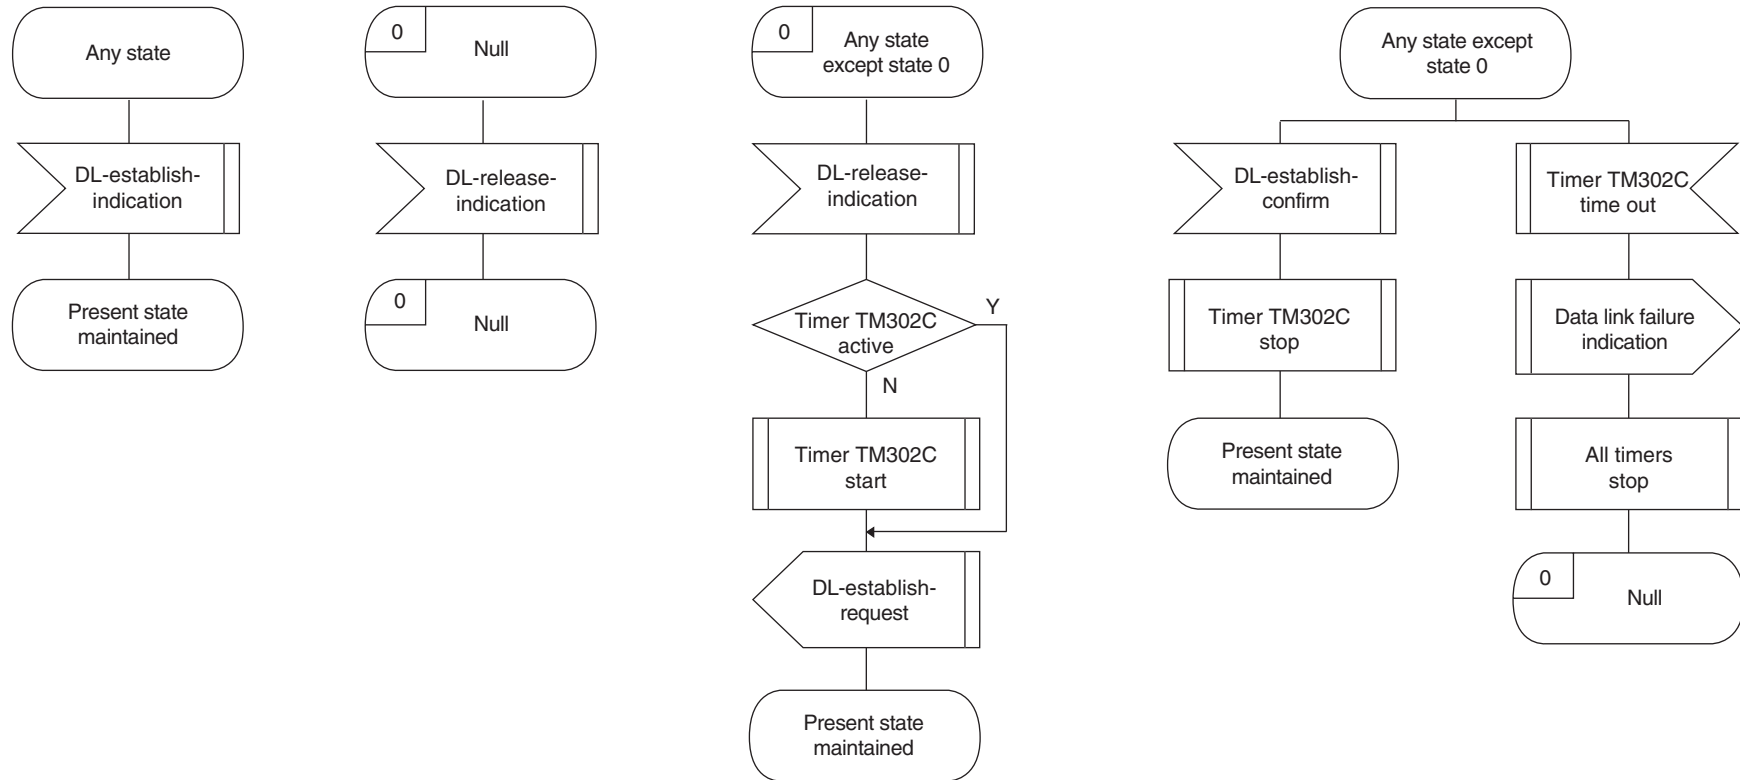 Any state
DL-establish-
indication
Present state
maintained
0
Null
DL-release-
indication
0
Null
0
Any state
except state 0
DL-release-
indication
Timer TM302C
active
Y
N
Timer TM302C
start
DL-establish-
request
Present state
maintained
Any state except
state 0
DL-establish-
confirm
Timer TM302C
stop
Present state
maintained
Timer TM302C
time out
Data link failure
indication
All timers
stop
0
Null